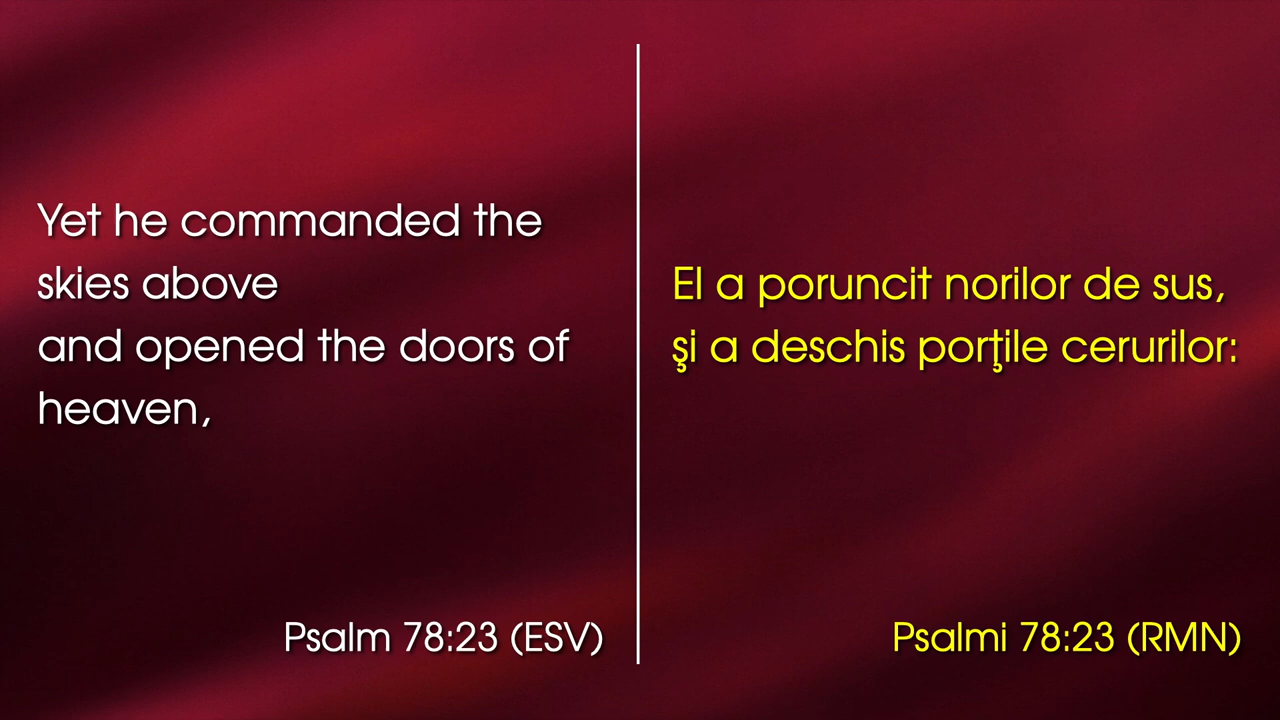 Yet he commanded the
skies above
and opened the doors of
heaven,
Psalm 78:23 (ESV)
El a poruncit norilor de sus,
şi a deschis porţile cerurilor:
Psalmi 78:23 (RMN)